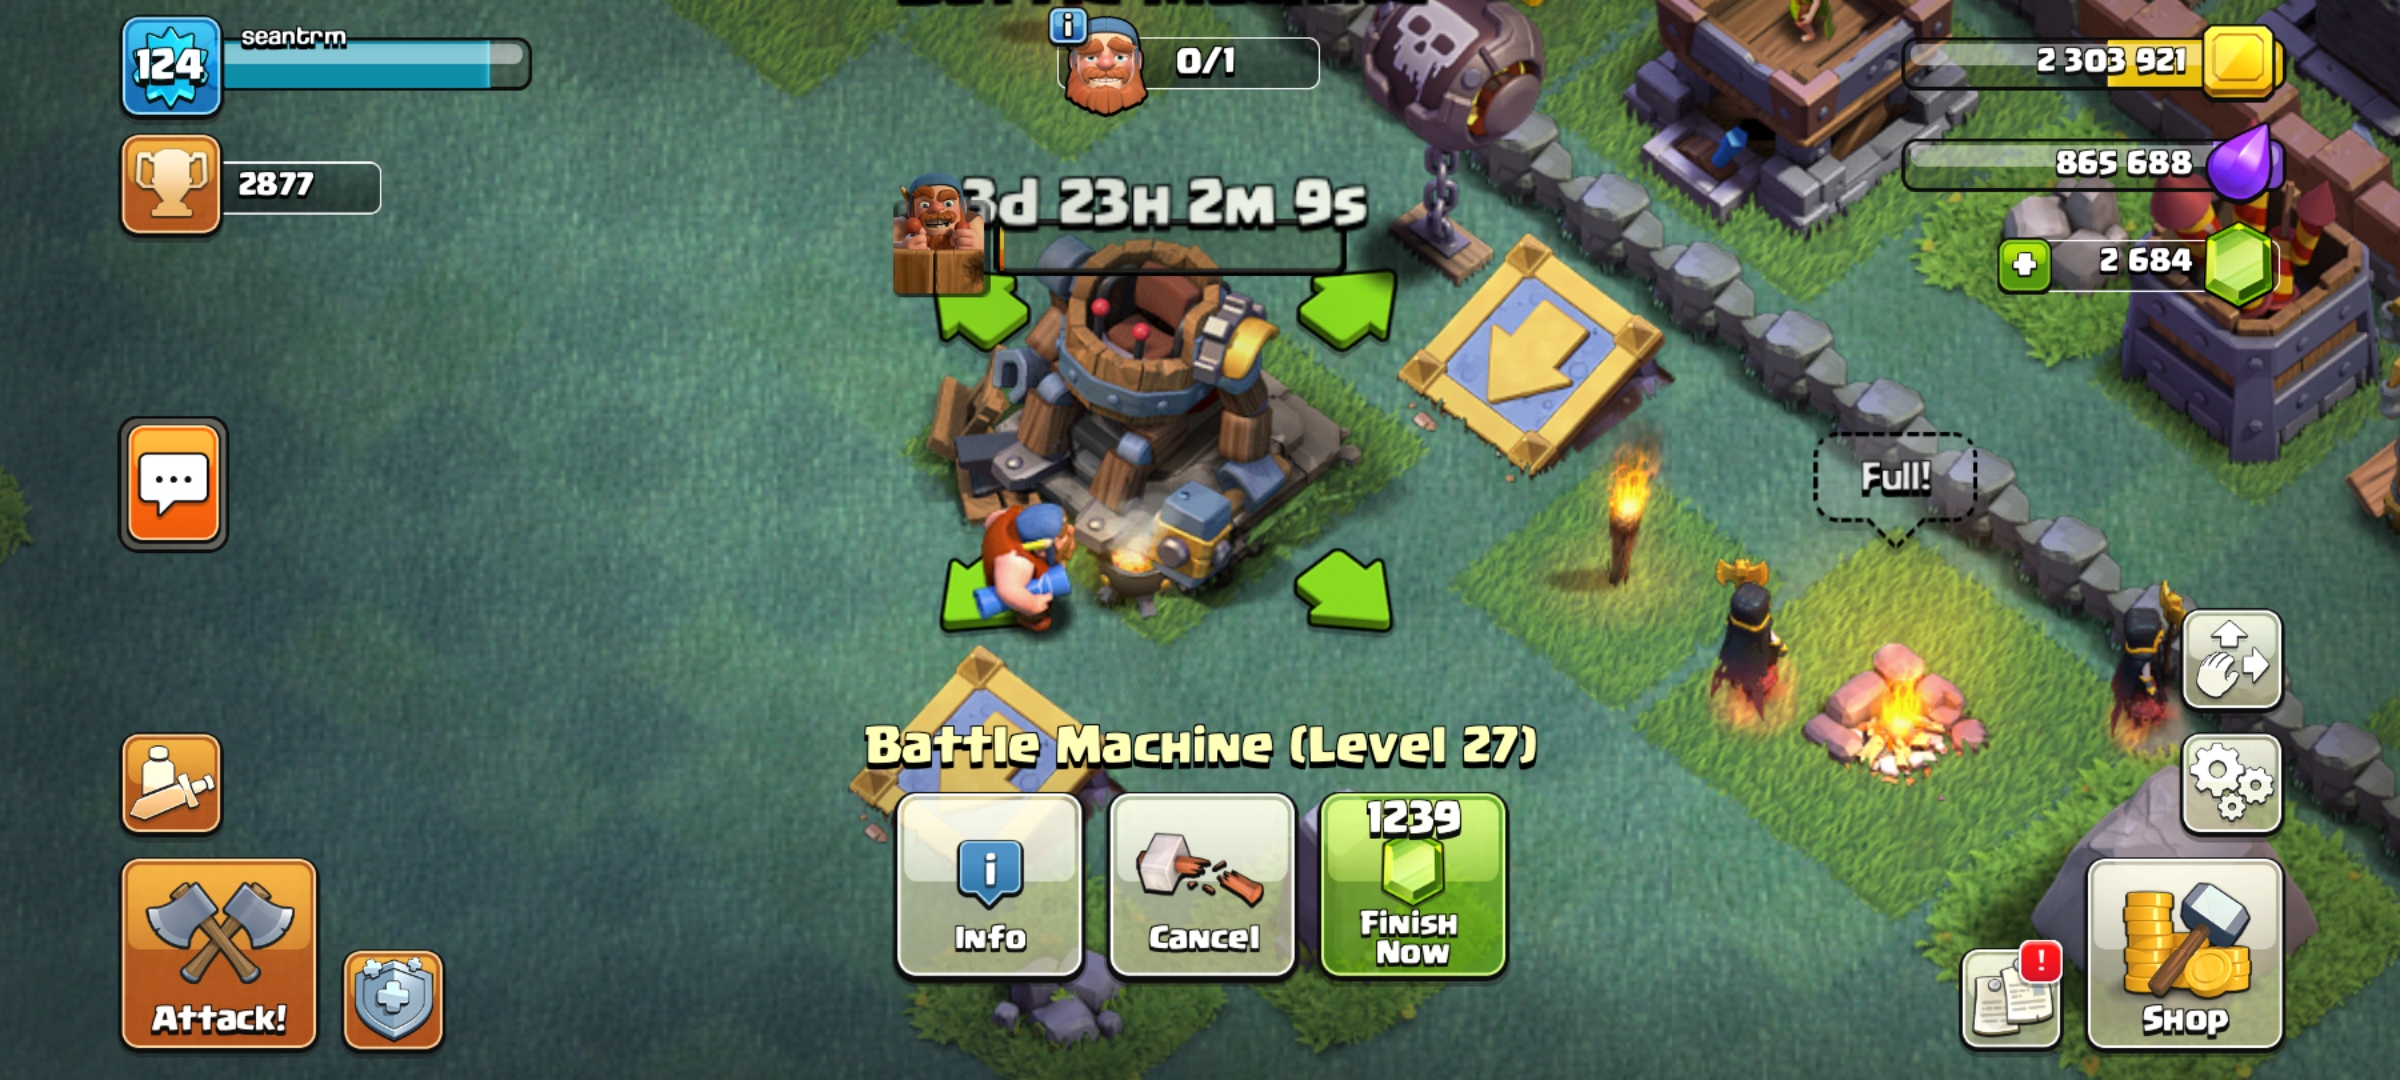 124
seantrm
0/1
2 303 921
2877
865 688
3d 23H 2M 9s
2 684
Full!
Battle Machine (Level 27)
Info
Cancel
1239
Finish
Now
Attack!
!
Shop